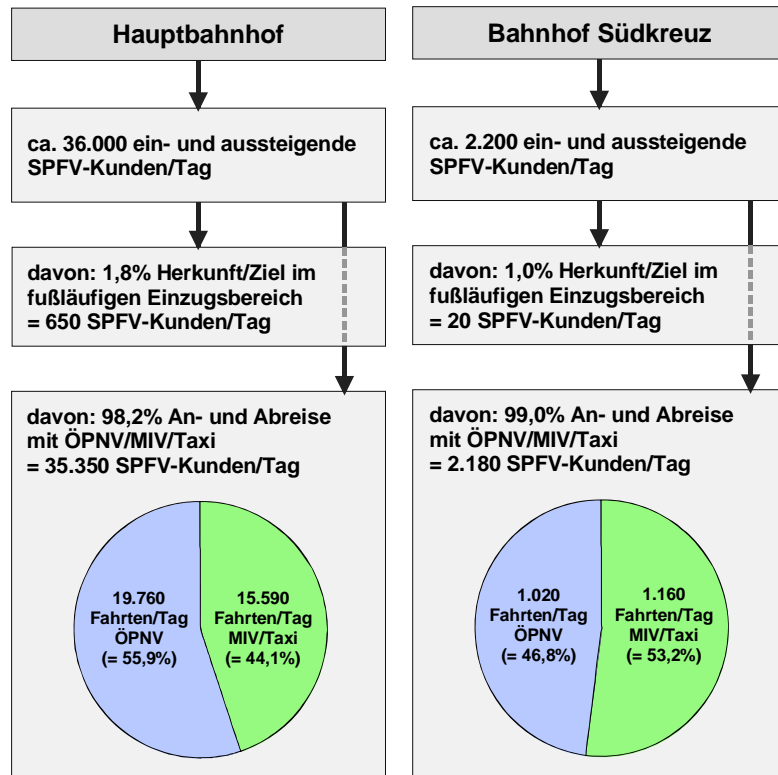 Hauptbahnhof
ca. 36.000 ein- und aussteigende
SPFV-Kunden/Tag
davon: 1,8% Herkunft/Ziel im
fußläufigen Einzugsbereich
= 650 SPFV-Kunden/Tag
davon: 98,2% An- und Abreise
mit ÖPNV/MIV/Taxi
= 35.350 SPFV-Kunden/Tag
19.760
Fahrten/Tag
ÖPNV
(= 55,9%)
15.590
Fahrten/Tag
MIV/Taxi
(= 44,1%)
Bahnhof Südkreuz
ca. 2.200 ein- und aussteigende
SPFV-Kunden/Tag
davon: 1,0% Herkunft/Ziel im
fußläufigen Einzugsbereich
= 20 SPFV-Kunden/Tag
davon: 99,0% An- und Abreise
mit ÖPNV/MIV/Taxi
= 2.180 SPFV-Kunden/Tag
1.020
Fahrten/Tag
ÖPNV
(= 46,8%)
1.160
Fahrten/Tag
MIV/Taxi
(= 53,2%)